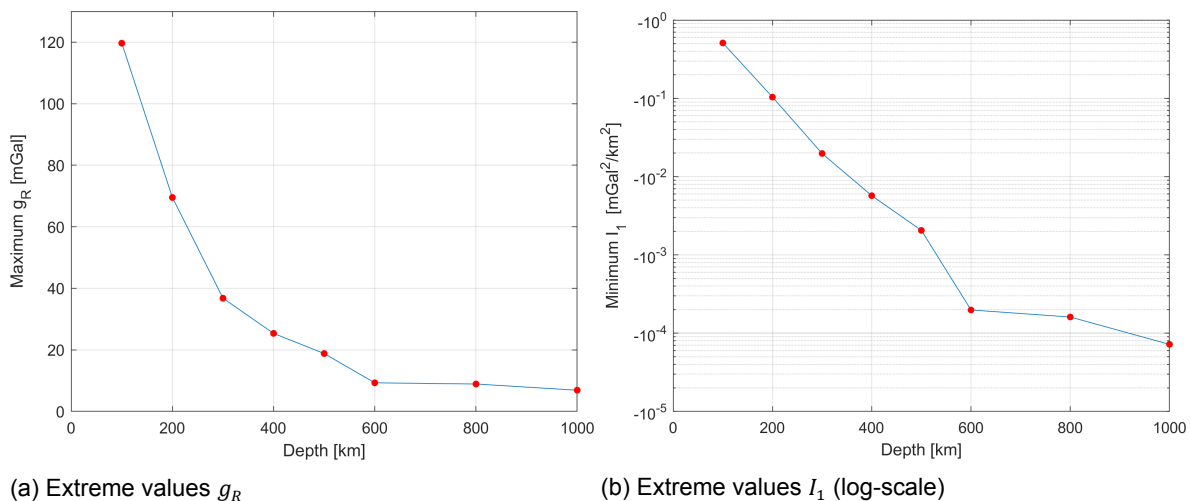 120
100
80
60
40
20
0
Maximum g_R [mGal]
0 200 400 600 800 1000
Depth [km]
(a) Extreme values g_R
-10^0
-10^-1
-10^-2
-10^-3
-10^-4
-10^-5
Minimum I_1 [mGal^2/km^2]
0 200 400 600 800 1000
Depth [km]
(b) Extreme values I_1 (log-scale)